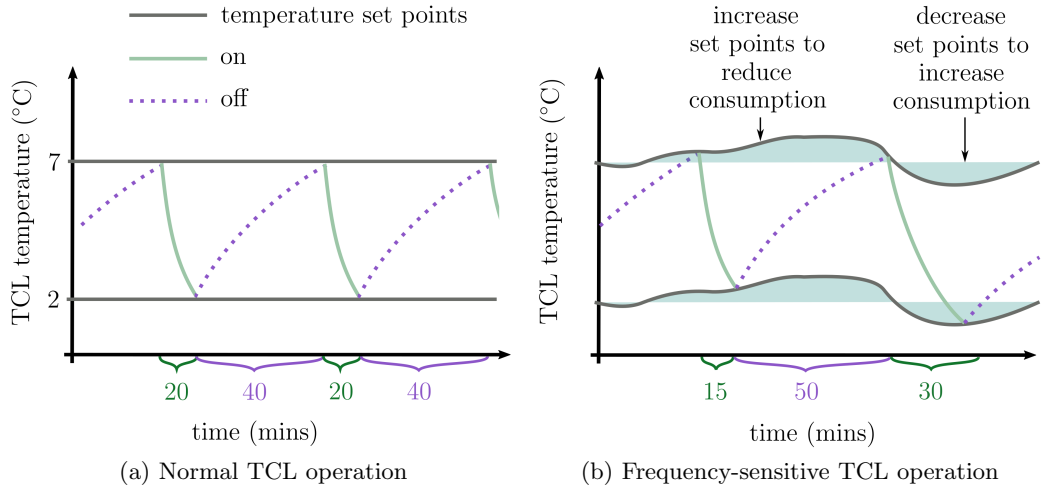 temperature set points
on
off
TCL temperature (°C)
7
2
20
40
20
40
time (mins)
(a) Normal TCL operation
increase
set points to
reduce
consumption
decrease
set points to
increase
consumption
TCL temperature (°C)
7
2
15
50
30
time (mins)
(b) Frequency-sensitive TCL operation